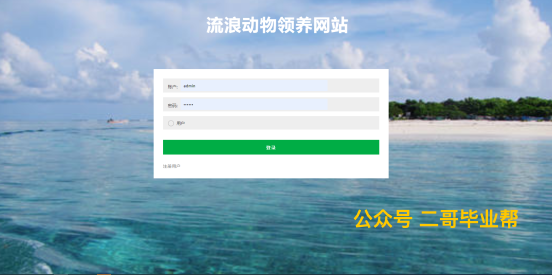 流浪动物领养网站
用户: admin
密码: •••••
用户
登录
注册用户
公众号 二哥毕业帮